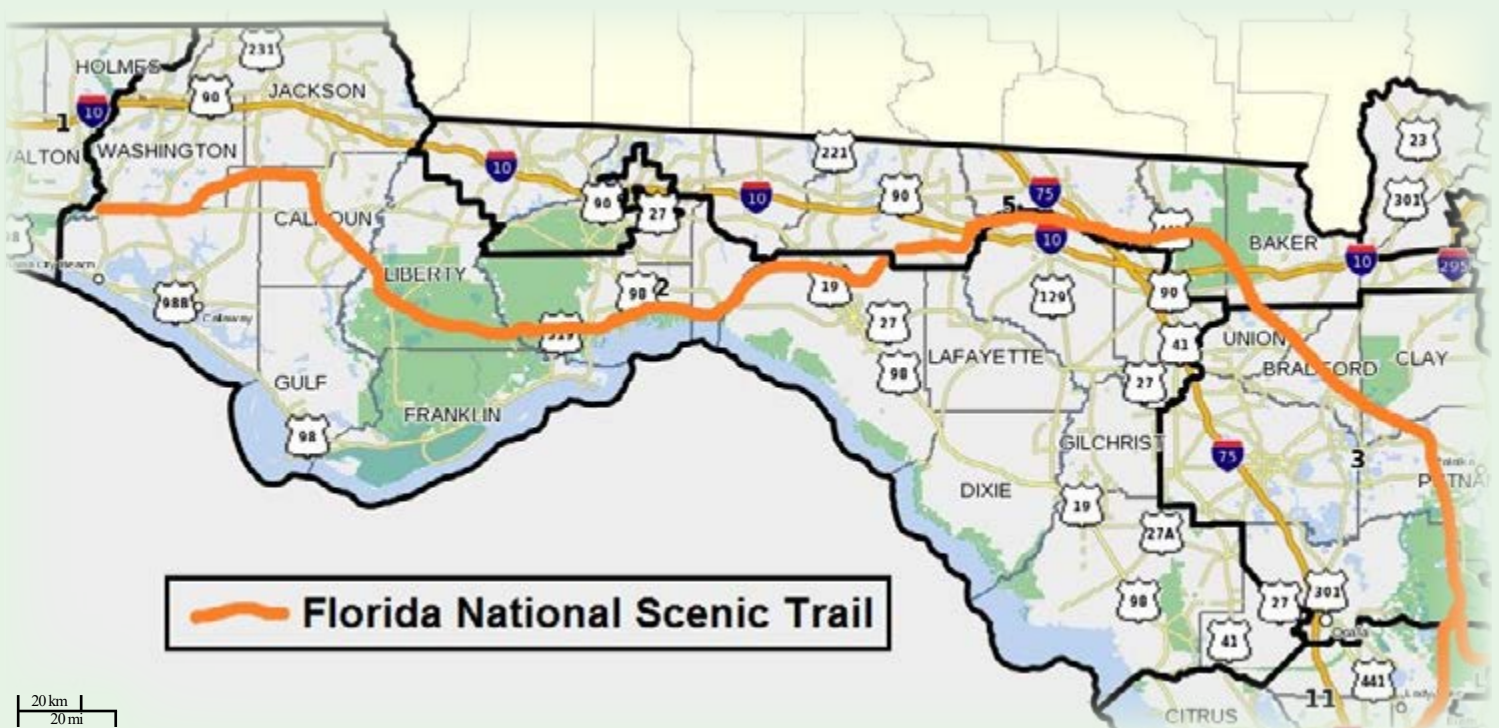 231
HOLMES
90
JACKSON
10
1
23
WASHINGTON
221
10
90
301
10
75
90
27
5
CALHOUN
BAKER
10
10
295
LIBERTY
98
2
19
90
988
129
Callaway
27
41
UNION
LAFAYETTE
98
BRADFORD
CLAY
27
GULF
FRANKLIN
98
GILCHRIST
75
3
DIXIE
19
27A
98
27
301
Florida National Scenic Trail
41
Ocala
441
20 km
11
20 mi
CITRUS